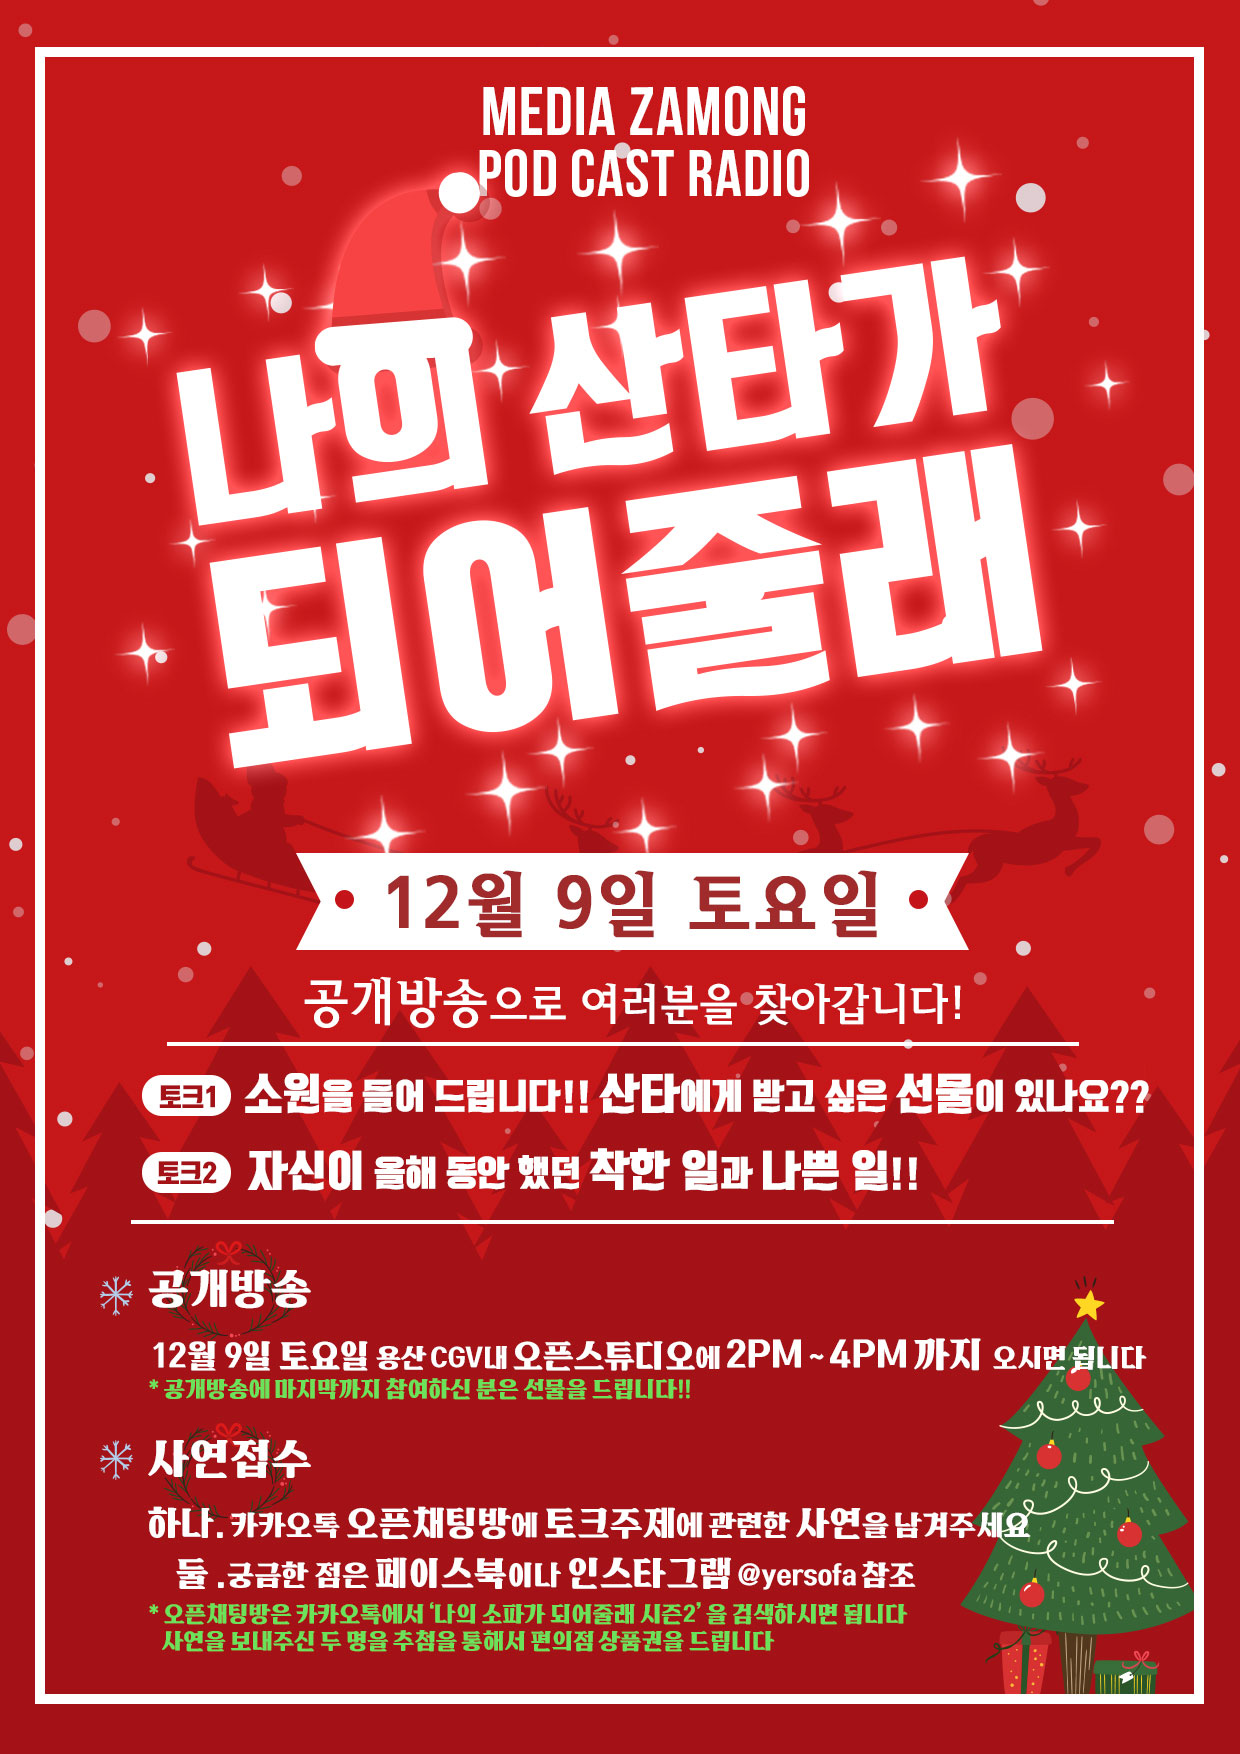 MEDIA ZAMONG
POD CAST RADIO
나의 산타가
되어줄래
12월 9일 토요일
공개방송으로 여러분을 찾아갑니다!
토크1 소원을 들어 드립니다!! 산타에게 받고 싶은 선물이 있나요??
토크2 자신이 올해 동안 했던 착한 일과 나쁜 일!!
공개방송
12월 9일 토요일 용산 CGV내 오픈스튜디오에 2PM ~ 4PM 까지 오시면 됩니다
* 공개방송에 마지막까지 참여하신 분은 선물을 드립니다!!
사연접수
하나. 카카오톡 오픈채팅방에 토크주제에 관련한 사연을 남겨주세요
둘 .궁금한 점은 페이스북이나 인스타그램 @yersofa 참조
* 오픈채팅방은 카카오톡에서 ‘나의 소파가 되어줄래 시즌2’ 을 검색하시면 됩니다
사연을 보내주신 두 명을 추첨을 통해서 편의점 상품권을 드립니다